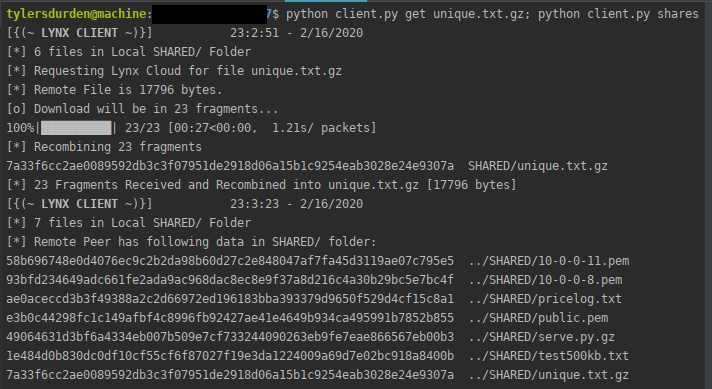 tylersdurden@machine: 7$ python client.py get unique.txt.gz; python client.py shares
[{(~ LYNX CLIENT ~)}] 23:2:51 - 2/16/2020
[*] 6 files in Local SHARED/ Folder
[*] Requesting Lynx Cloud for file unique.txt.gz
[*] Remote File is 17796 bytes.
[o] Download will be in 23 fragments...
100%|██████████| 23/23 [00:27<00:00, 1.21s/ packets]
[*] Recombining 23 fragments
7a33f6cc2ae0089592db3c3f07951de2918d06a15b1c9254eab3028e24e9307a SHARED/unique.txt.gz
[*] 23 Fragments Received and Recombined into unique.txt.gz [17796 bytes]
[{(~ LYNX CLIENT ~)}] 23:3:23 - 2/16/2020
[*] 7 files in Local SHARED/ Folder
[*] Remote Peer has following data in SHARED/ folder:
58b696748e0d4076ec9c2b2da98b60d27c2e848047af7fa45d3119ae07c795e5 ../SHARED/10-0-0-11.pem
93bfd234649adc661fe2ada9ac968dac8ec8e9f37a8d216c4a30b29bc5e7bc4f ../SHARED/10-0-0-8.pem
ae0aceccd3b3f49388a2c2d66972ed196183bba393379d9650f529d4cf15c8a1 ../SHARED/pricelog.txt
e3b0c44298fc1c149afbf4c8996fb92427ae41e4649b934ca495991b7852b855 ../SHARED/public.pem
49064631d3bf6a4334eb007b509e7cf733244090263eb9fe7eae866567eb00b3 ../SHARED/serve.py.gz
1e484d0b830dc0df10cf55cf6f87027f19e3da1224009a69d7e02bc918a8400b ../SHARED/test500kb.txt
7a33f6cc2ae0089592db3c3f07951de2918d06a15b1c9254eab3028e24e9307a ../SHARED/unique.txt.gz